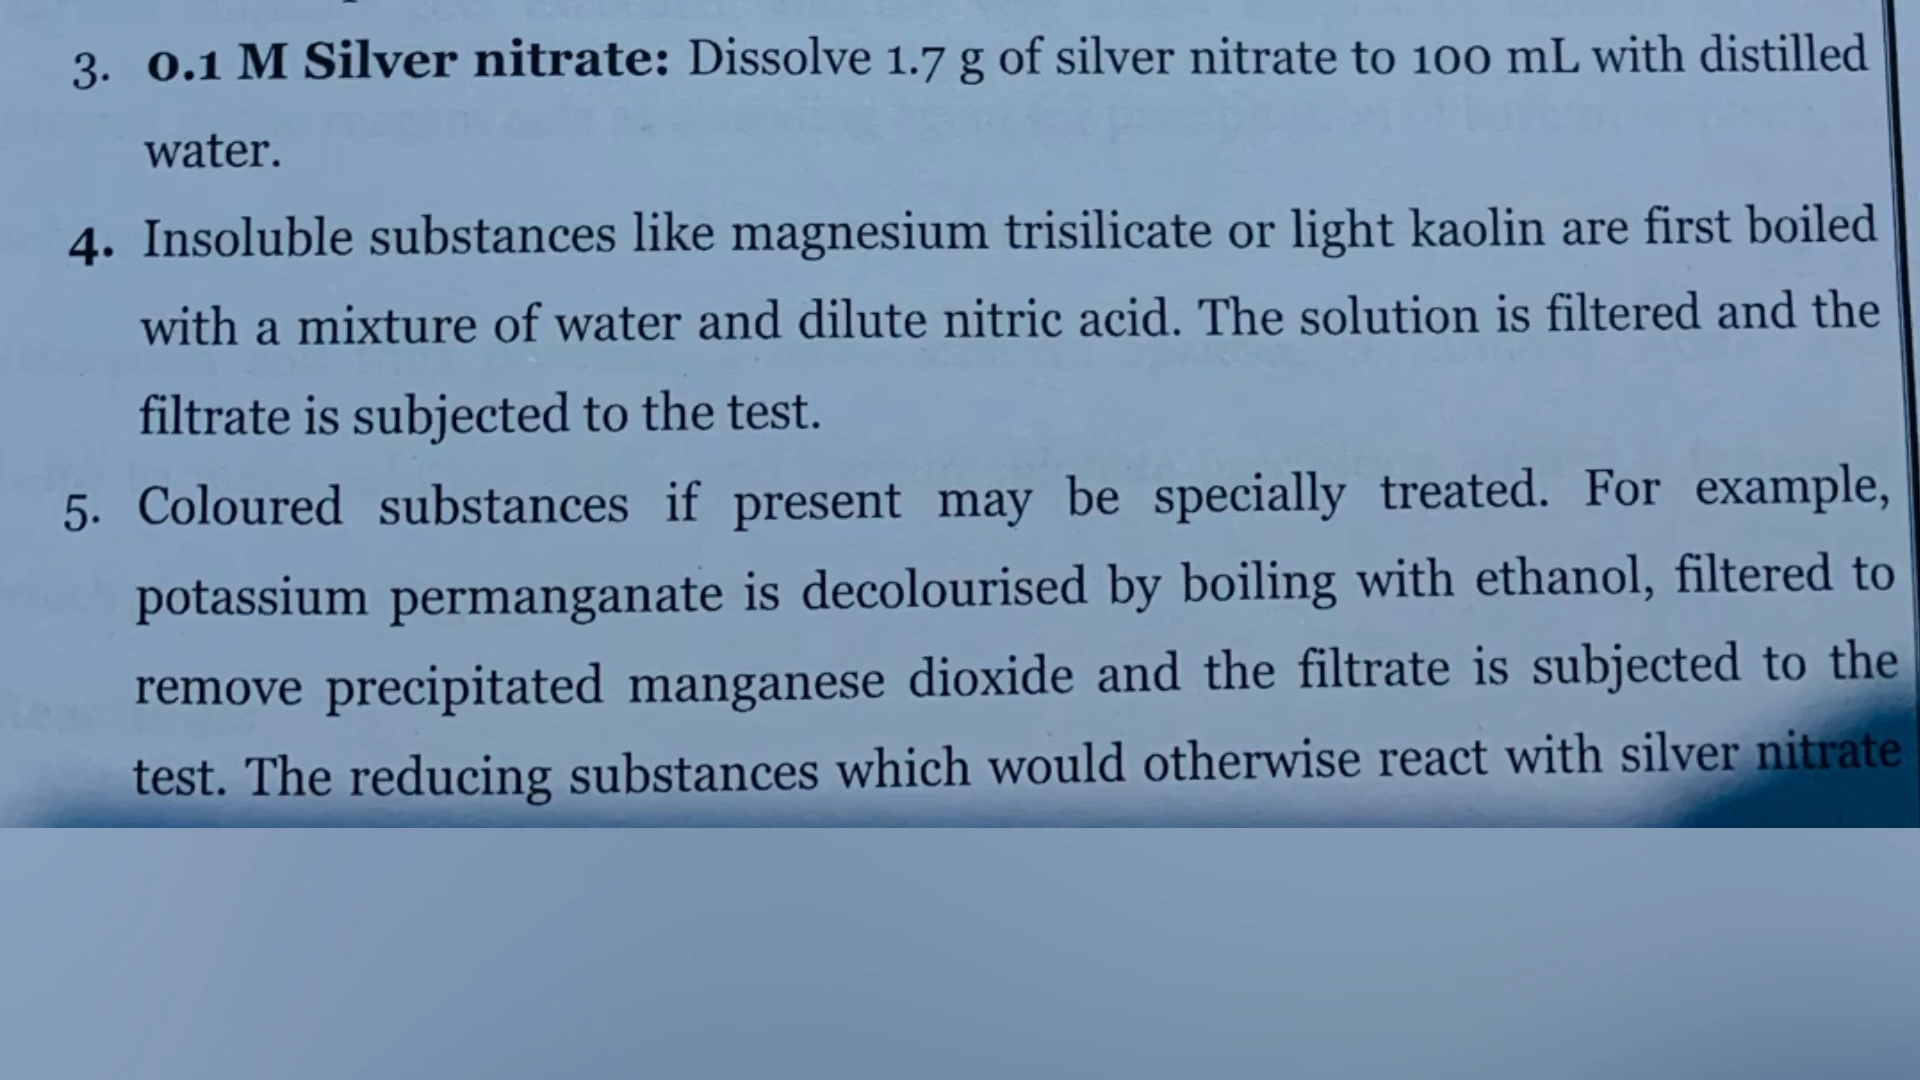 3. 0.1 M Silver nitrate: Dissolve 1.7 g of silver nitrate to 100 mL with distilled
water.
4. Insoluble substances like magnesium trisilicate or light kaolin are first boiled
with a mixture of water and dilute nitric acid. The solution is filtered and the
filtrate is subjected to the test.
5. Coloured substances if present may be specially treated. For example,
potassium permanganate is decolourised by boiling with ethanol, filtered to
remove precipitated manganese dioxide and the filtrate is subjected to the
test. The reducing substances which would otherwise react with silver nitrate